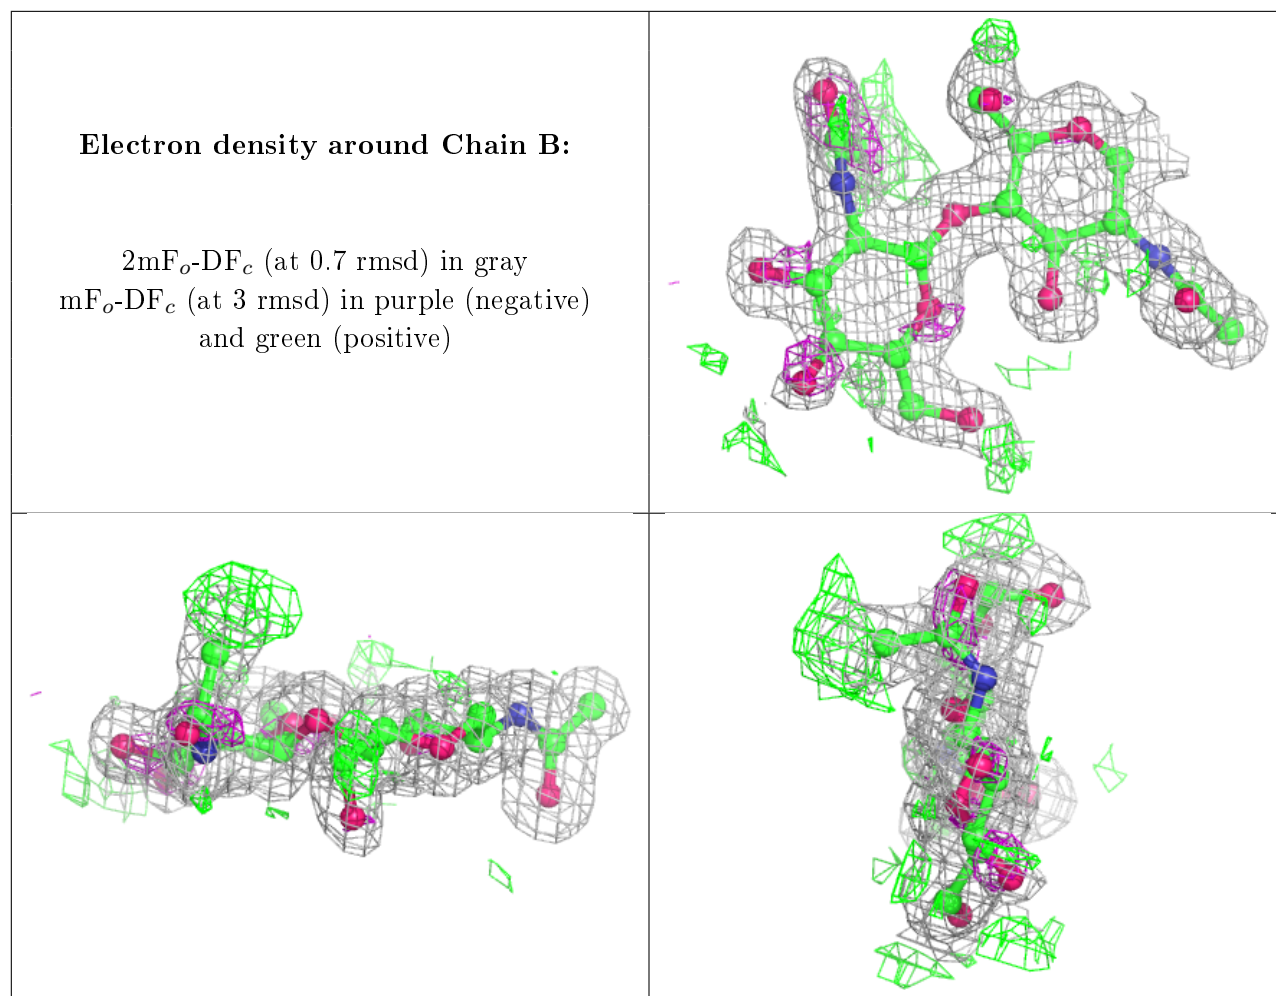 Electron density around Chain B:
2mFₒ-DF𝒸 (at 0.7 rmsd) in gray
mFₒ-DF𝒸 (at 3 rmsd) in purple (negative)
and green (positive)